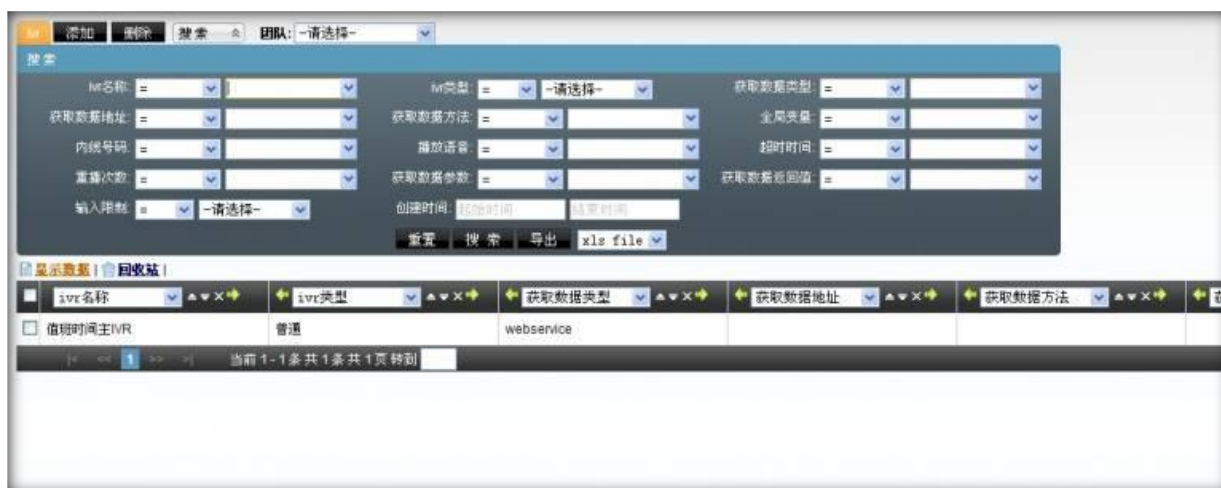 ivr 添加 删除 搜索 团队: -请选择-
搜索
ivr名称: = ivr类型: = -请选择- 获取数据类型: =
获取数据地址: = 获取数据方法: = 全局变量: =
内线号码: = 播放语音: = 超时时间: =
重播次数: = 获取数据参数: = 获取数据返回值: =
输入限制: = -请选择- 创建时间: 起始时间 结束时间
重置 搜索 导出 xls file
显示数据 | 回收站 |
ivr名称 ivr类型 获取数据类型 获取数据地址 获取数据方法
值班时间主IVR 普通 webservice
|< << 1 >> >| 当前 1-1条 共 1条 共 1页 转到